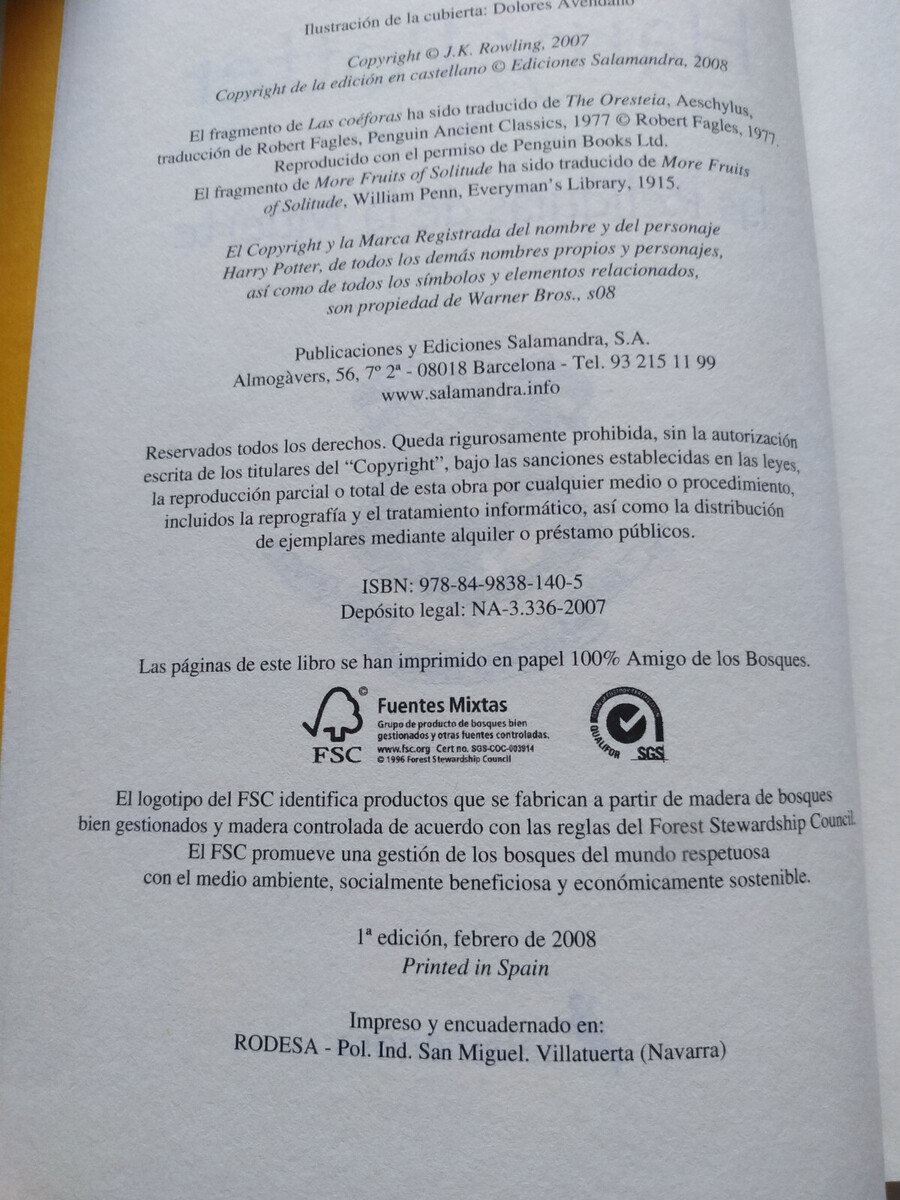 Ilustración de la cubierta: Dolores Avendaño
Copyright © J.K. Rowling, 2007
Copyright de la edición en castellano © Ediciones Salamandra, 2008
El fragmento de Las coéforas ha sido traducido de The Oresteia, Aeschylus,
traducción de Robert Fagles, Penguin Ancient Classics, 1977 © Robert Fagles, 1977.
Reproducido con el permiso de Penguin Books Ltd.
El fragmento de More Fruits of Solitude ha sido traducido de More Fruits
of Solitude, William Penn, Everyman's Library, 1915.
El Copyright y la Marca Registrada del nombre y del personaje
Harry Potter, de todos los demás nombres propios y personajes,
así como de todos los símbolos y elementos relacionados,
son propiedad de Warner Bros., s08
Publicaciones y Ediciones Salamandra, S.A.
Almogàvers, 56, 7º 2ª - 08018 Barcelona - Tel. 93 215 11 99
www.salamandra.info
Reservados todos los derechos. Queda rigurosamente prohibida, sin la autorización
escrita de los titulares del “Copyright”, bajo las sanciones establecidas en las leyes,
la reproducción parcial o total de esta obra por cualquier medio o procedimiento,
incluidos la reprografía y el tratamiento informático, así como la distribución
de ejemplares mediante alquiler o préstamo públicos.
ISBN: 978-84-9838-140-5
Depósito legal: NA-3.336-2007
Las páginas de este libro se han imprimido en papel 100% Amigo de los Bosques.
©
FSC
Fuentes Mixtas
Grupo de producto de bosques bien
gestionados y otras fuentes controladas.
www.fsc.org Cert no. SGS-COC-003914
© 1996 Forest Stewardship Council
QUALIFOR
SGS
El logotipo del FSC identifica productos que se fabrican a partir de madera de bosques
bien gestionados y madera controlada de acuerdo con las reglas del Forest Stewardship Council.
El FSC promueve una gestión de los bosques del mundo respetuosa
con el medio ambiente, socialmente beneficiosa y económicamente sostenible.
1ª edición, febrero de 2008
Printed in Spain
Impreso y encuadernado en:
RODESA - Pol. Ind. San Miguel. Villatuerta (Navarra)